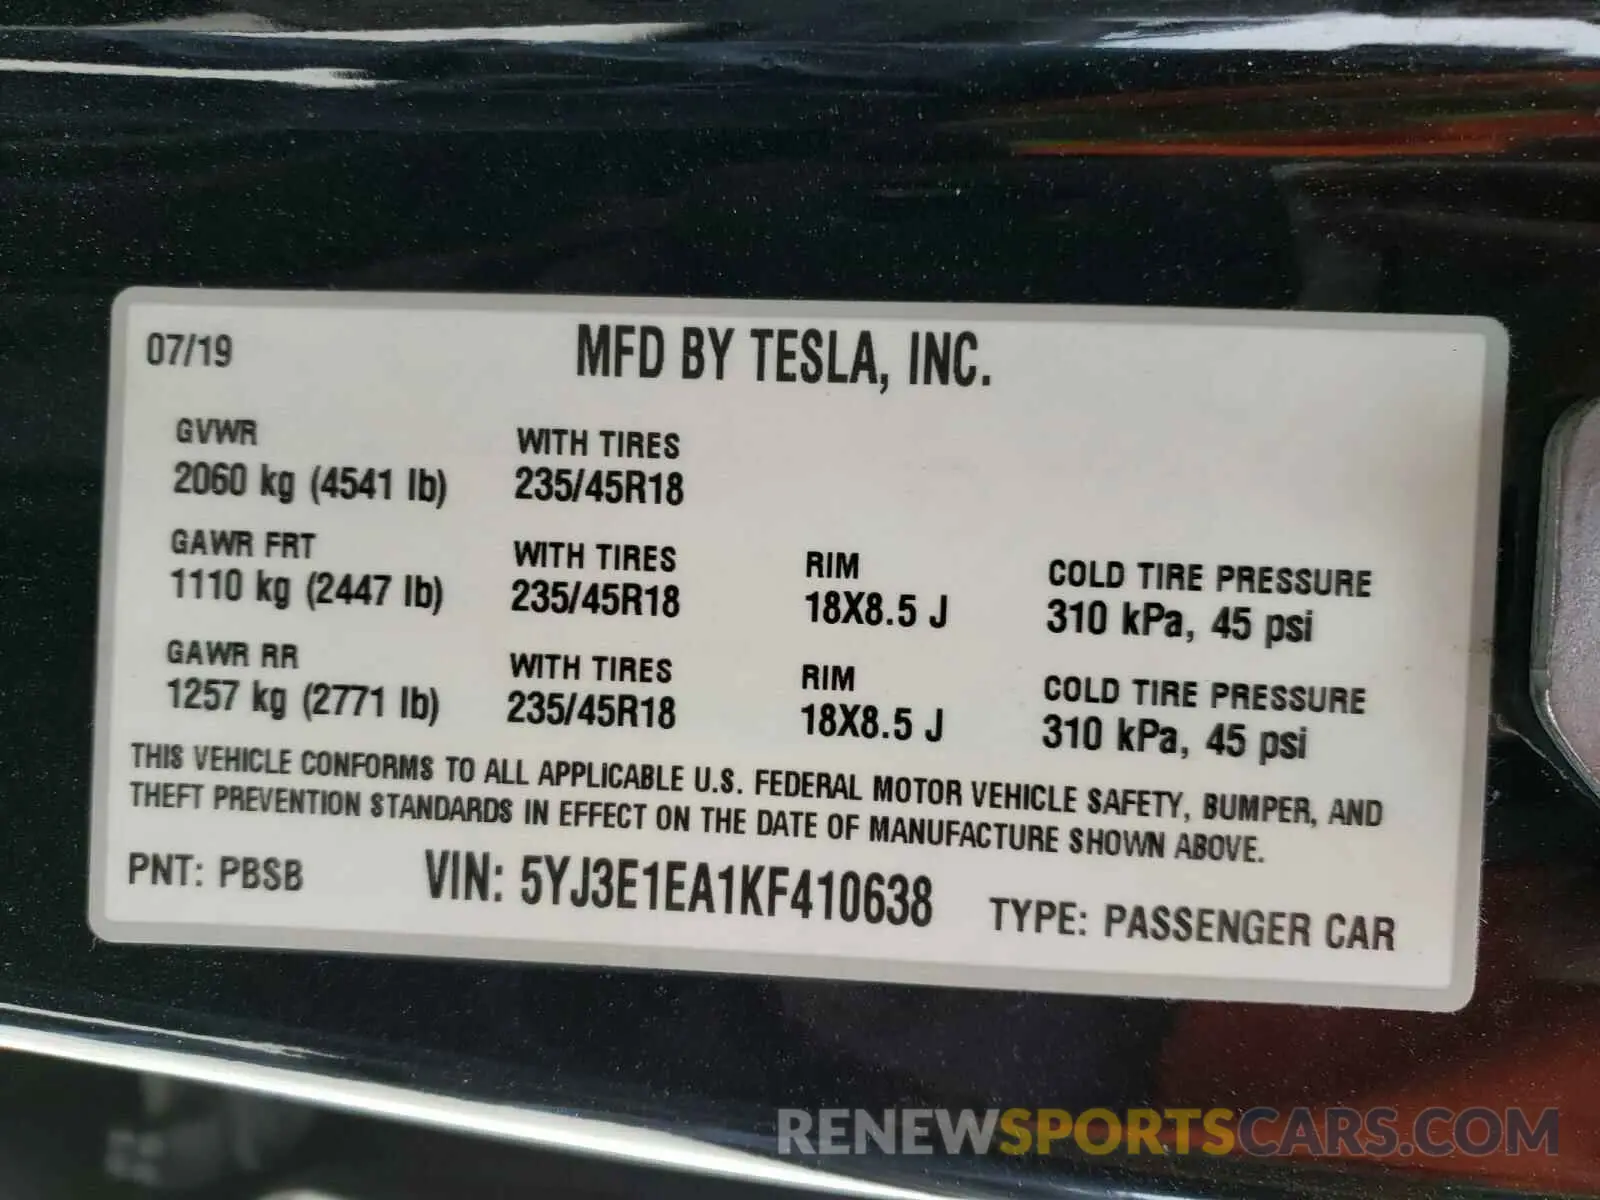 07/19 MFD BY TESLA, INC.
GVWR WITH TIRES
2060 kg (4541 lb) 235/45R18
GAWR FRT WITH TIRES RIM COLD TIRE PRESSURE
1110 kg (2447 lb) 235/45R18 18X8.5 J 310 kPa, 45 psi
GAWR RR WITH TIRES RIM COLD TIRE PRESSURE
1257 kg (2771 lb) 235/45R18 18X8.5 J 310 kPa, 45 psi
THIS VEHICLE CONFORMS TO ALL APPLICABLE U.S. FEDERAL MOTOR VEHICLE SAFETY, BUMPER, AND
THEFT PREVENTION STANDARDS IN EFFECT ON THE DATE OF MANUFACTURE SHOWN ABOVE.
PNT: PBSB VIN: 5YJ3E1EA1KF410638 TYPE: PASSENGER CAR
RENEWSPORTSCARS.COM